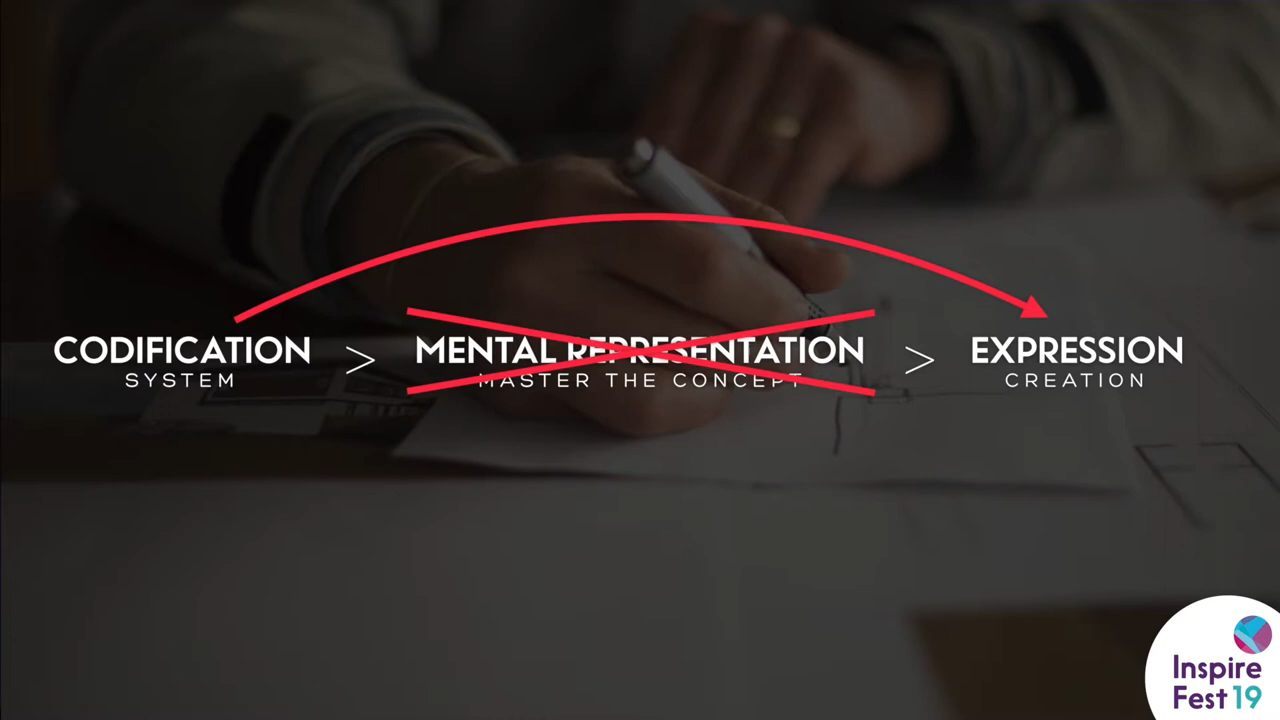 CODIFICATION > MENTAL REPRESENTATION > EXPRESSION
SYSTEM MASTER THE CONCEPT CREATION
Inspire
Fest 19